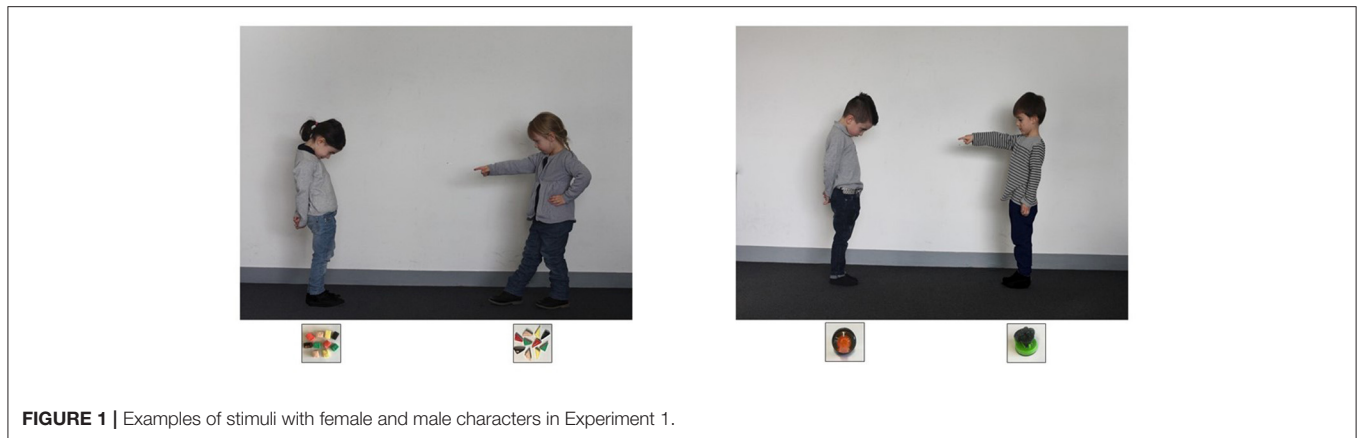 FIGURE 1 | Examples of stimuli with female and male characters in Experiment 1.